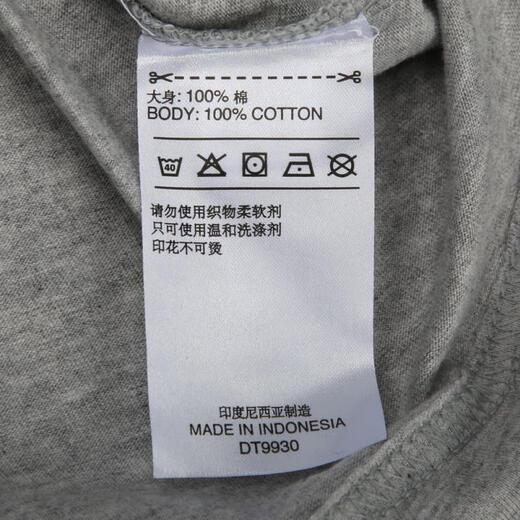 大身: 100% 棉
BODY: 100% COTTON
40
请勿使用织物柔软剂
只可使用温和洗涤剂
印花不可烫
印度尼西亚制造
MADE IN INDONESIA
DT9930